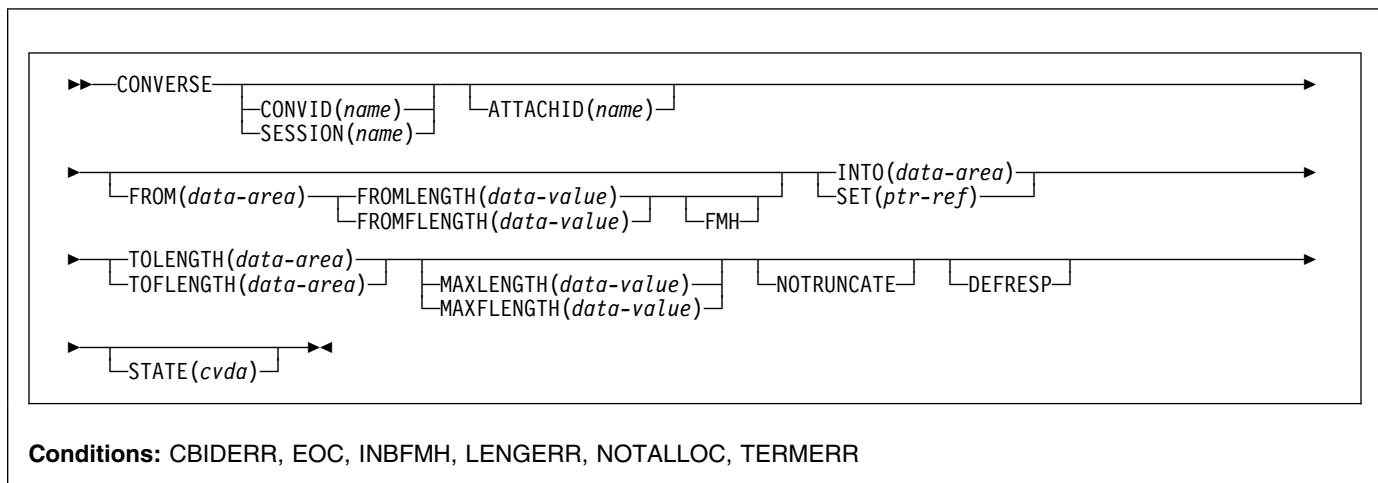 CONVERSE
CONVID(name) ATTACHID(name)
SESSION(name)
INTO(data-area)
FROM(data-area) FROMLENGTH(data-value) SET(ptr-ref)
FROMFLENGTH(data-value) FMH
TOLENGTH(data-area)
TOFLENGTH(data-area) MAXLENGTH(data-value) NOTRUNCATE DEFRESP
MAXFLENGTH(data-value)
STATE(cvda)
Conditions: CBIDERR, EOC, INBFMH, LENGERR, NOTALLOC, TERMERR